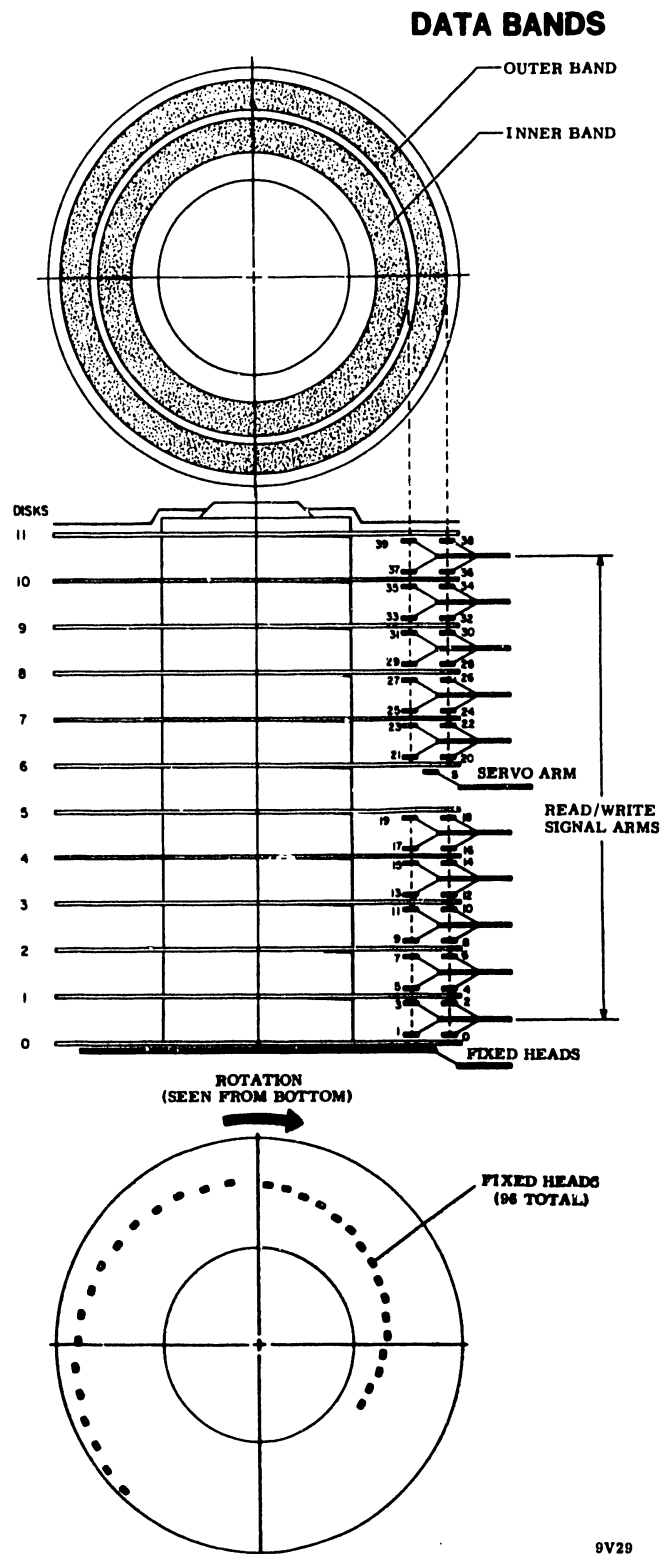 DATA BANDS
OUTER BAND
INNER BAND
DISKS
11
39 38
37 36
10
35 34
33 32
9
31 30
29 28
8
27 26
25 24
7
23 22
21 20
6
S SERVO ARM
5
19 18
READ/WRITE
SIGNAL ARMS
17 16
4
15 14
13 12
3
11 10
9 8
2
7 6
5 4
1
3 2
1 0
0
FIXED HEADS
ROTATION
(SEEN FROM BOTTOM)
FIXED HEADS
(96 TOTAL)
9V29